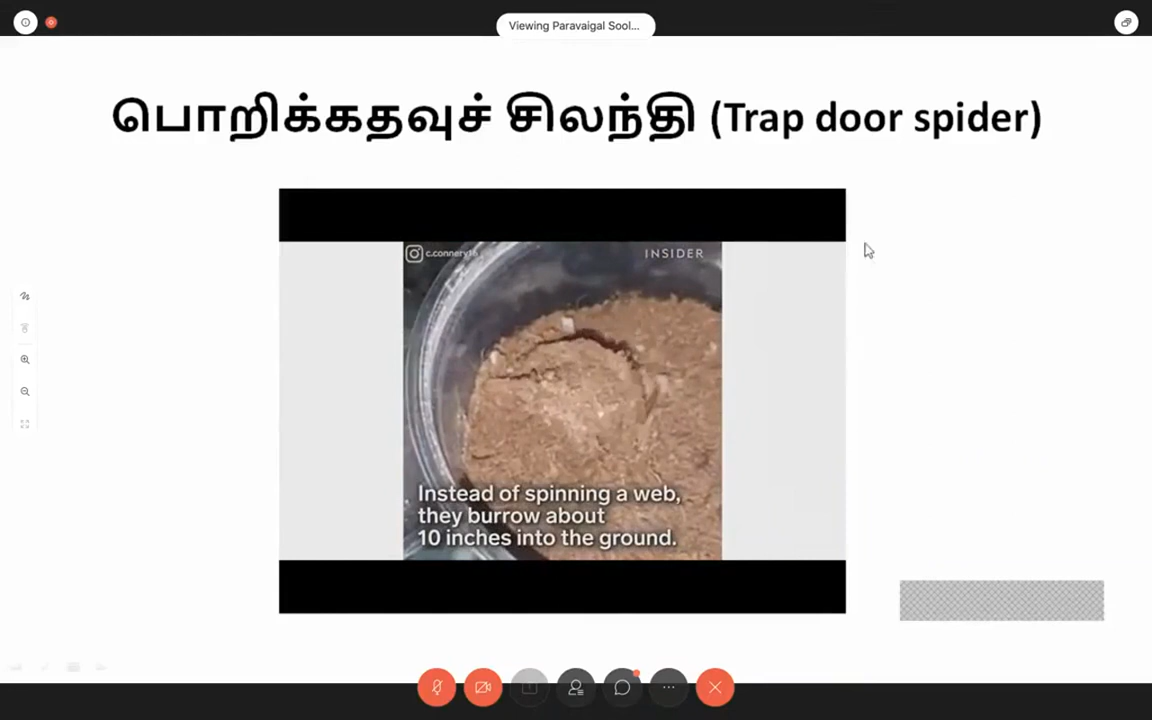 Viewing Paravaigal Sool...
பொறிக்கதவுச் சிலந்தி (Trap door spider)
c.connery15
INSIDER
Instead of spinning a web,
they burrow about
10 inches into the ground.